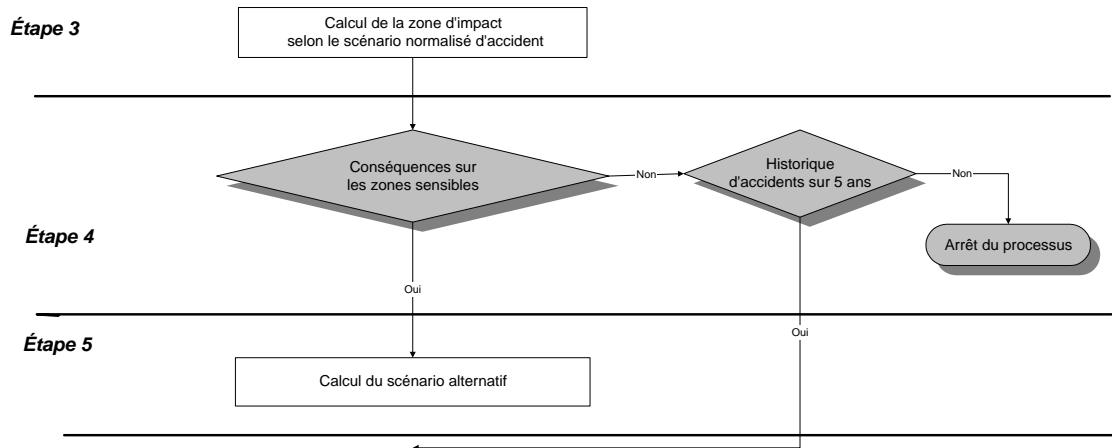 Étape 3
Calcul de la zone d'impact
selon le scénario normalisé d'accident
Conséquences sur
les zones sensibles
Non
Historique
d'accidents sur 5 ans
Non
Étape 4
Arrêt du processus
Oui
Oui
Étape 5
Calcul du scénario alternatif